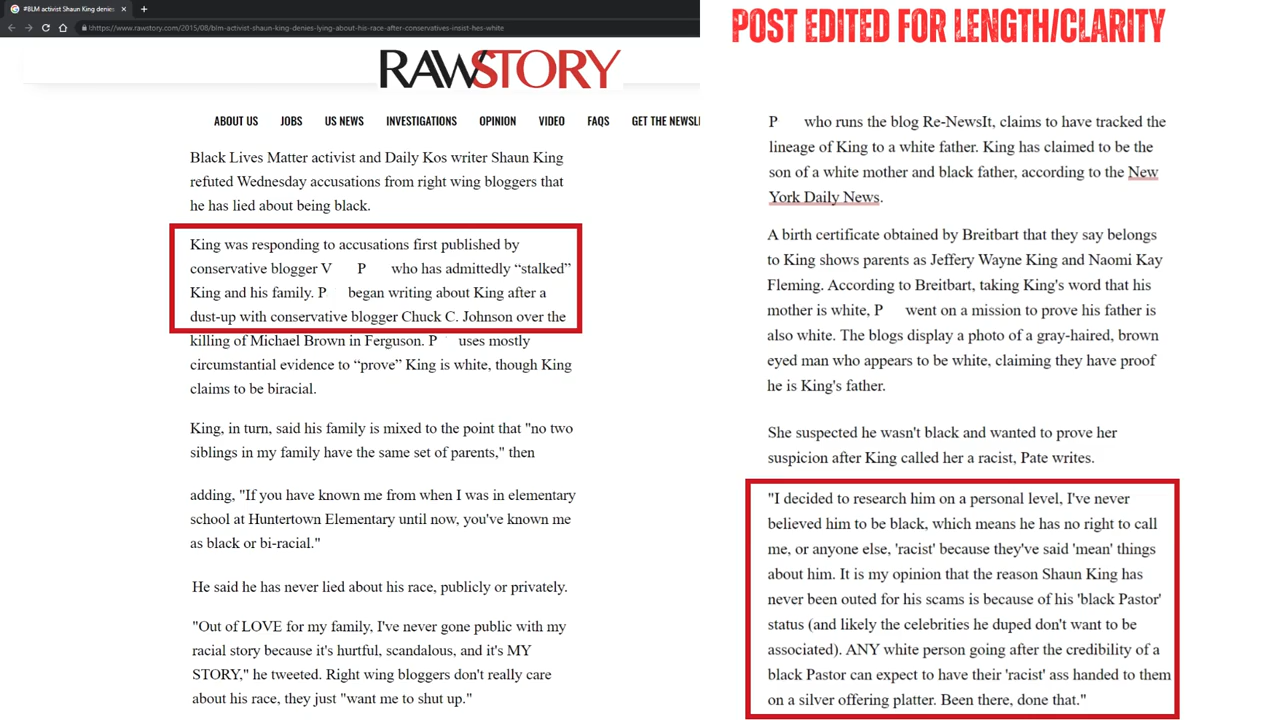 #BLM activist Shaun King denies
https://www.rawstory.com/2015/08/blm-activist-shaun-king-denies-lying-about-his-race-after-conservatives-insist-hes-white
RAWSTORY
ABOUT US JOBS US NEWS INVESTIGATIONS OPINION VIDEO FAQS GET THE NEWSL
Black Lives Matter activist and Daily Kos writer Shaun King
refuted Wednesday accusations from right wing bloggers that
he has lied about being black.
King was responding to accusations first published by
conservative blogger V P who has admittedly “stalked”
King and his family. P began writing about King after a
dust-up with conservative blogger Chuck C. Johnson over the
killing of Michael Brown in Ferguson. P uses mostly
circumstantial evidence to “prove” King is white, though King
claims to be biracial.
King, in turn, said his family is mixed to the point that "no two
siblings in my family have the same set of parents," then
adding, "If you have known me from when I was in elementary
school at Huntertown Elementary until now, you've known me
as black or bi-racial."
He said he has never lied about his race, publicly or privately.
"Out of LOVE for my family, I've never gone public with my
racial story because it's hurtful, scandalous, and it's MY
STORY," he tweeted. Right wing bloggers don't really care
about his race, they just "want me to shut up."
POST EDITED FOR LENGTH/CLARITY
P who runs the blog Re-NewsIt, claims to have tracked the
lineage of King to a white father. King has claimed to be the
son of a white mother and black father, according to the New
York Daily News.
A birth certificate obtained by Breitbart that they say belongs
to King shows parents as Jeffery Wayne King and Naomi Kay
Fleming. According to Breitbart, taking King's word that his
mother is white, P went on a mission to prove his father is
also white. The blogs display a photo of a gray-haired, brown
eyed man who appears to be white, claiming they have proof
he is King's father.
She suspected he wasn't black and wanted to prove her
suspicion after King called her a racist, Pate writes.
"I decided to research him on a personal level, I've never
believed him to be black, which means he has no right to call
me, or anyone else, 'racist' because they've said 'mean' things
about him. It is my opinion that the reason Shaun King has
never been outed for his scams is because of his 'black Pastor'
status (and likely the celebrities he duped don't want to be
associated). ANY white person going after the credibility of a
black Pastor can expect to have their 'racist' ass handed to them
on a silver offering platter. Been there, done that."